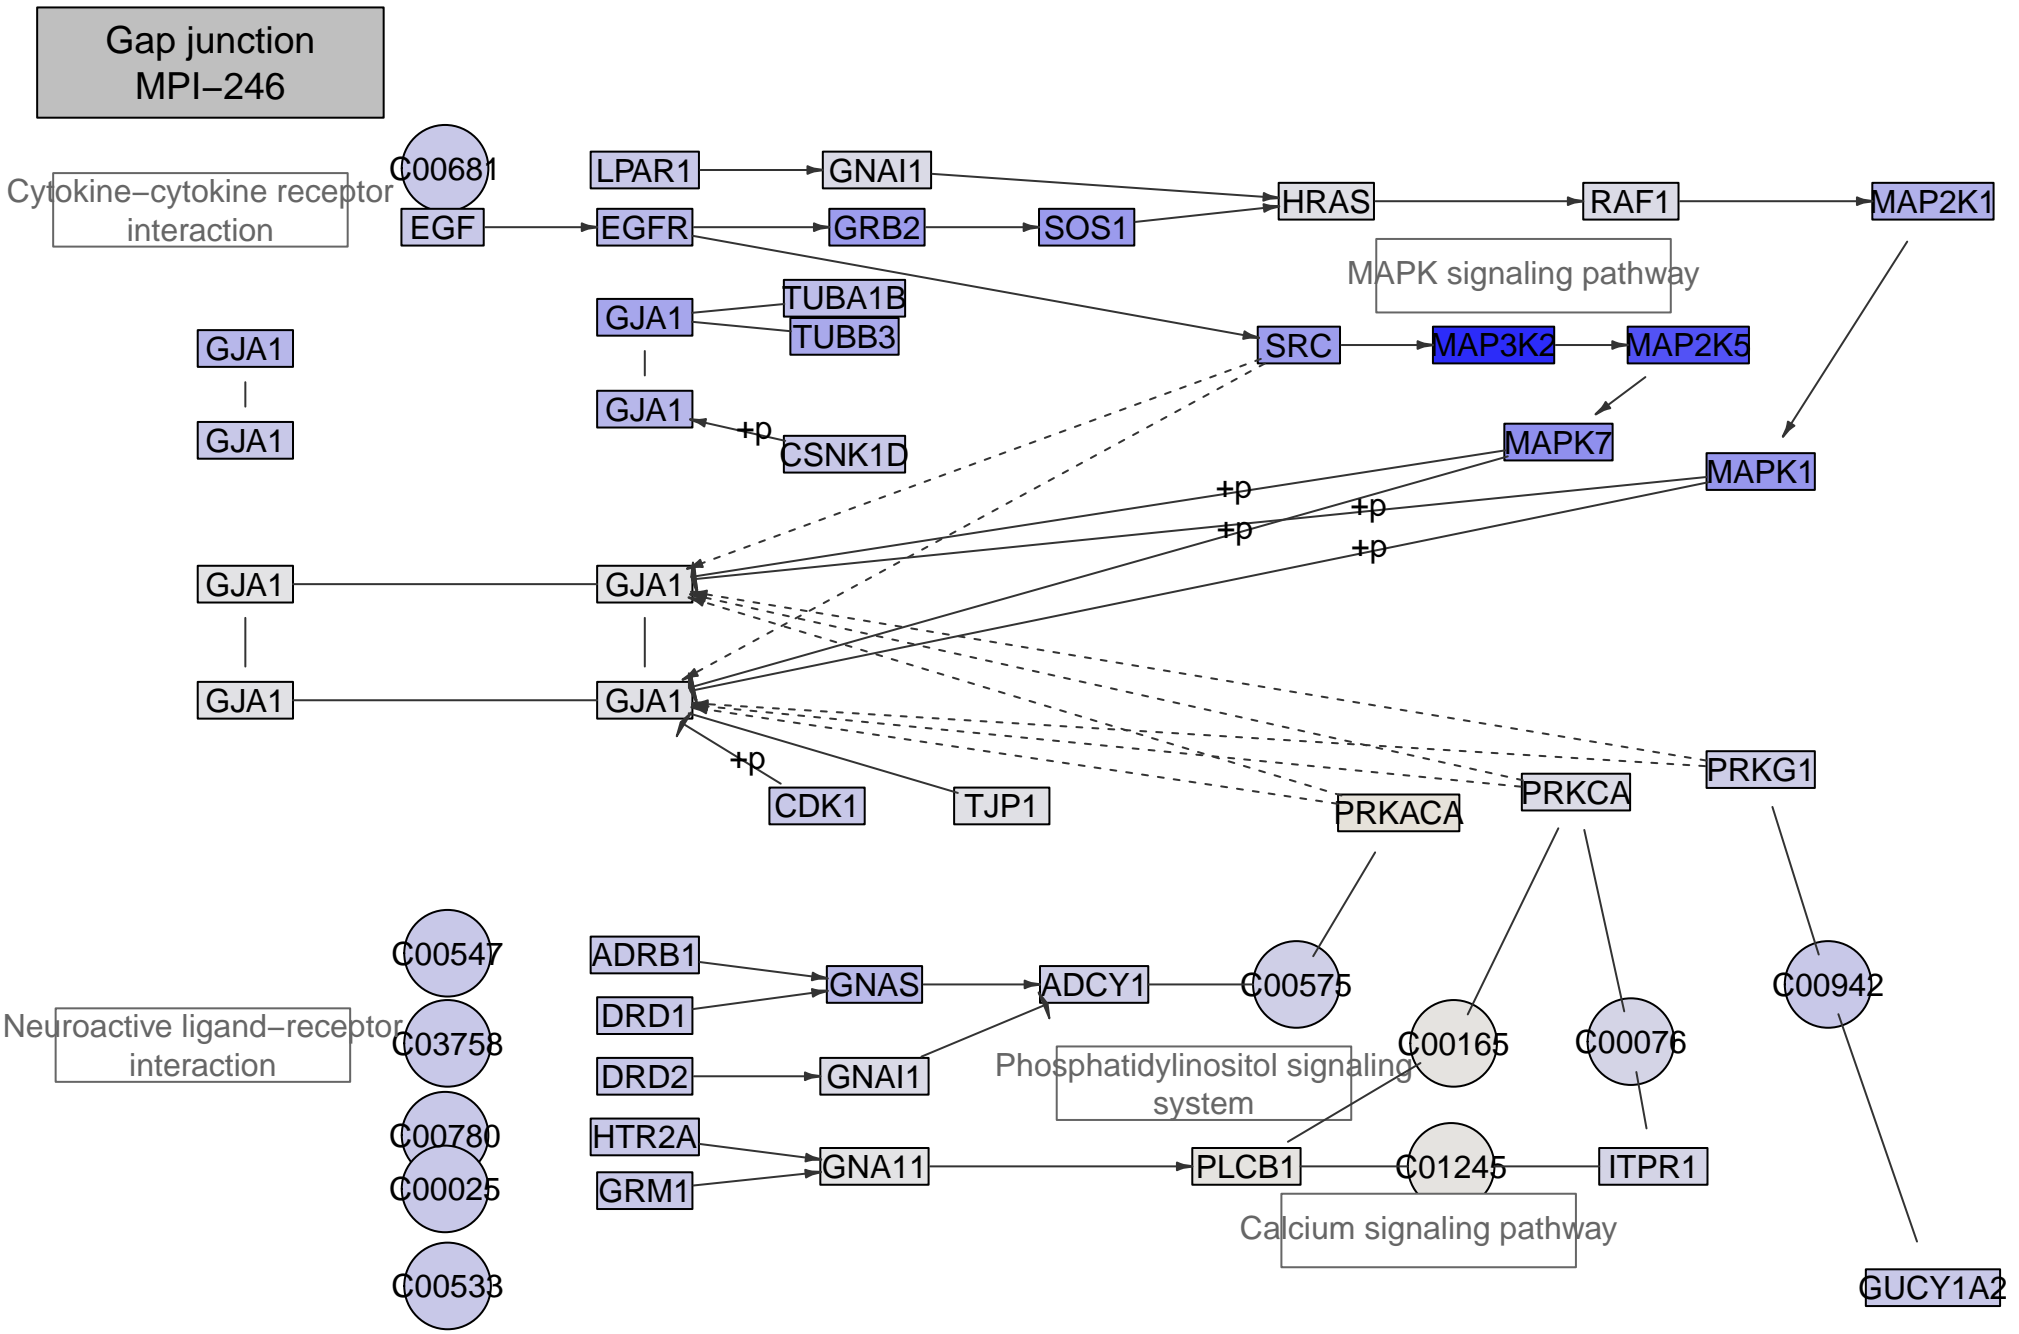 Gap junction
MPI−246
C00681
Cytokine−cytokine receptor
interaction
LPAR1
GNAI1
HRAS
RAF1
MAP2K1
EGF
EGFR
GRB2
SOS1
MAPK signaling pathway
TUBA1B
GJA1
TUBB3
GJA1
SRC
MAP3K2
MAP2K5
GJA1
+p
CSNK1D
GJA1
MAPK7
MAPK1
+p
+p
+p
+p
GJA1
GJA1
GJA1
GJA1
+p
CDK1
TJP1
PRKACA
PRKCA
PRKG1
C00547
ADRB1
GNAS
ADCY1
C00575
C00942
DRD1
Neuroactive ligand−receptor
interaction
C03758
C00165
C00076
DRD2
GNAI1
Phosphatidylinositol signaling
system
C00780
HTR2A
GNA11
PLCB1
C01245
ITPR1
C00025
GRM1
Calcium signaling pathway
C00533
GUCY1A2